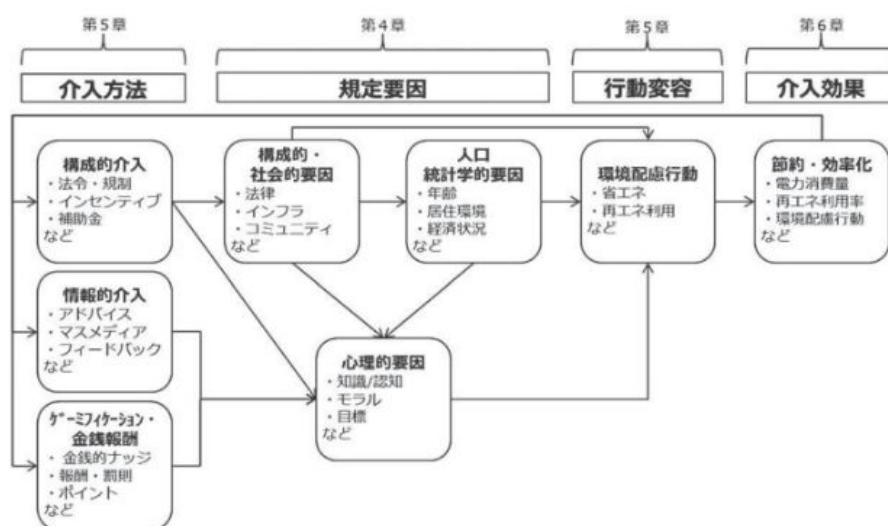 第5章
第4章
第5章
第6章
介入方法
規定要因
行動変容
介入効果
構成的介入
・法令・規制
・インセンティブ
・補助金
など
構成的・
社会的要因
・法律
・インフラ
・コミュニティ
など
人口
統計学的要因
・年齢
・居住環境
・経済状況
など
環境配慮行動
・省エネ
・再エネ利用
など
節約・効率化
・電力消費量
・再エネ利用率
・環境配慮行動
など
情報的介入
・アドバイス
・マスメディア
・フィードバック
など
心理的要因
・知識/認知
・モラル
・目標
など
ｹﾞｰﾐﾌｨｹｰｼｮﾝ・
金銭報酬
・金銭的ナッジ
・報酬・罰則
・ポイント
など